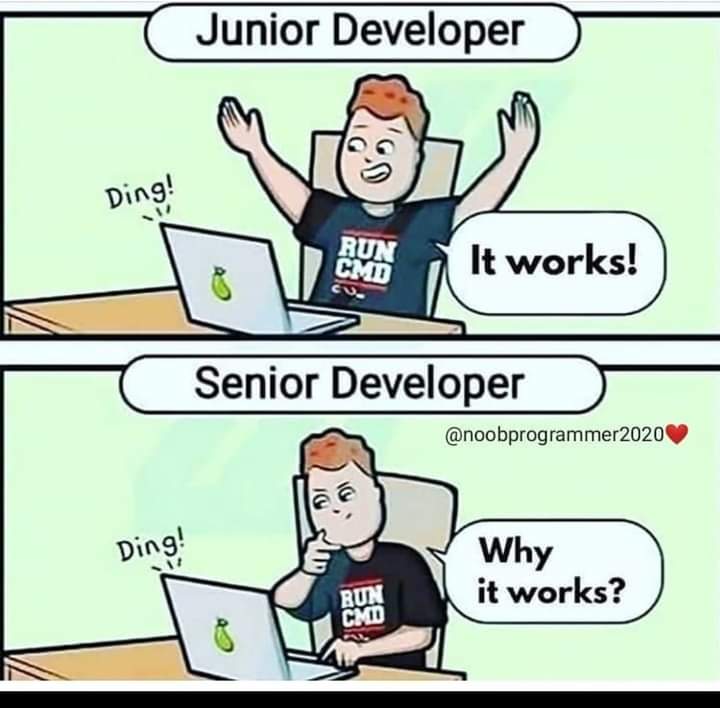 Junior Developer
Ding!
RUN
CMD
It works!
Senior Developer
@noobprogrammer2020
Ding!
Why
it works?
RUN
CMD